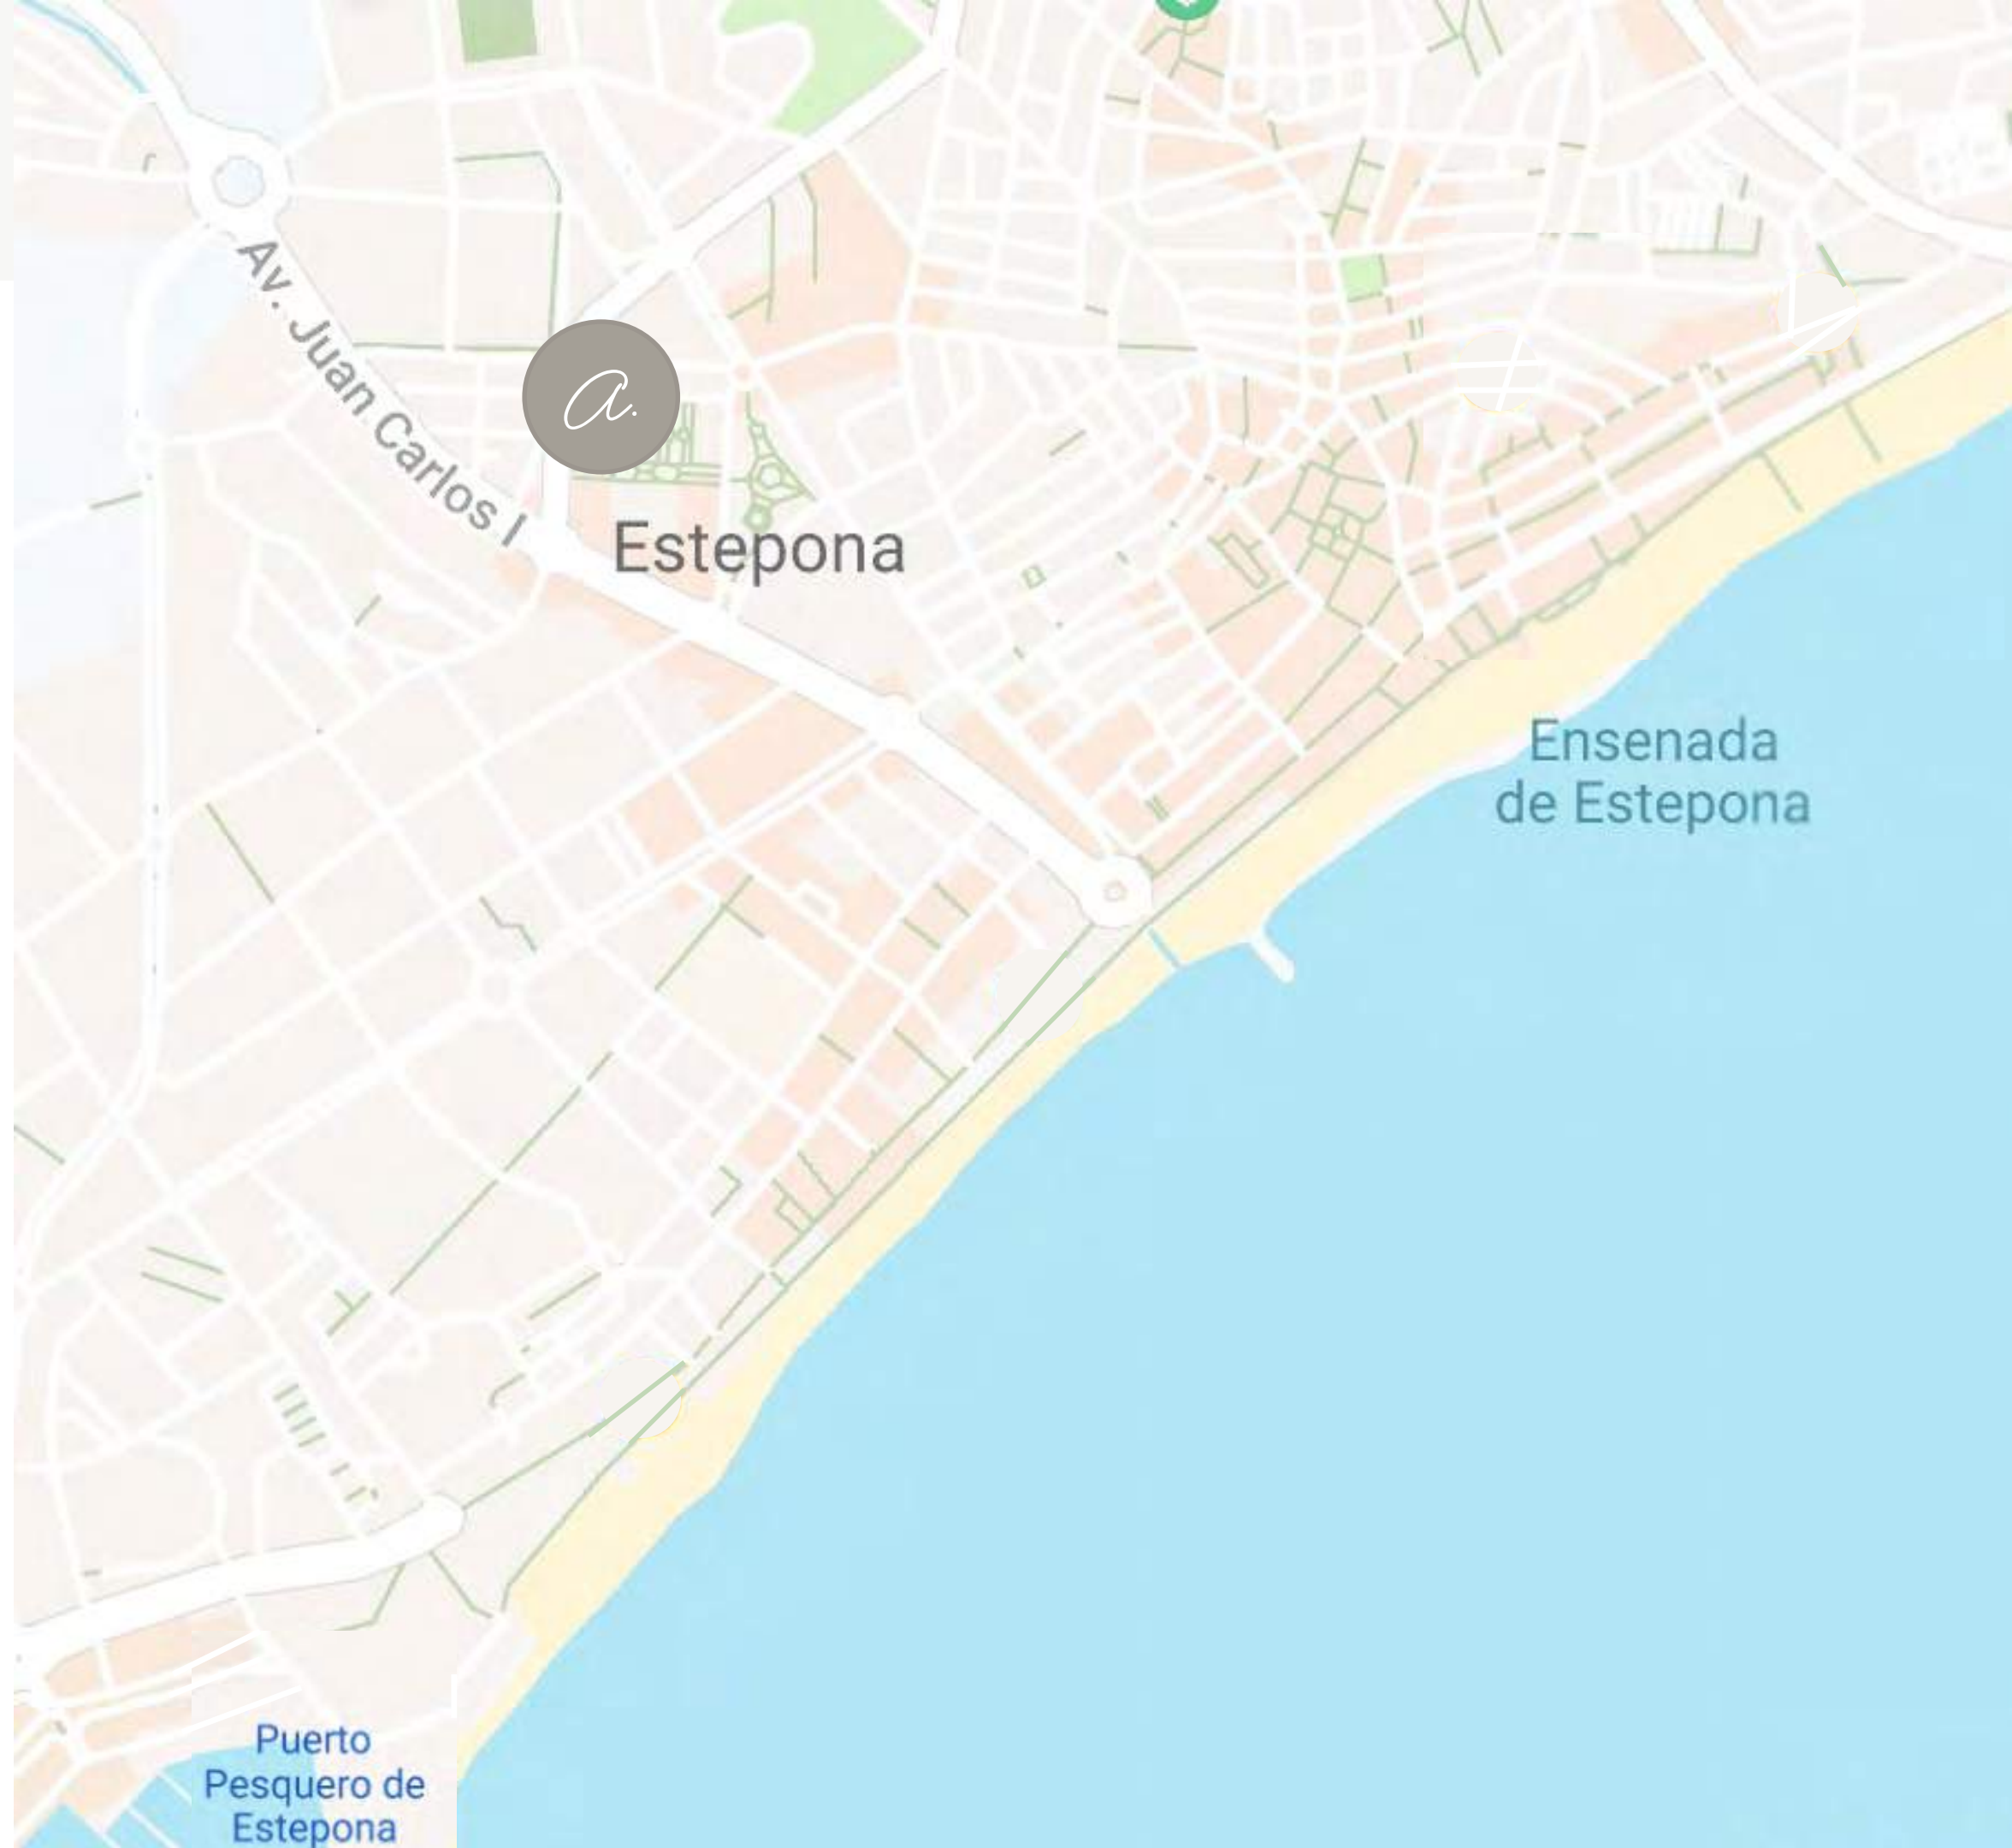 Av. Juan Carlos I
a.
Estepona
Ensenada
de Estepona
Puerto
Pesquero de
Estepona